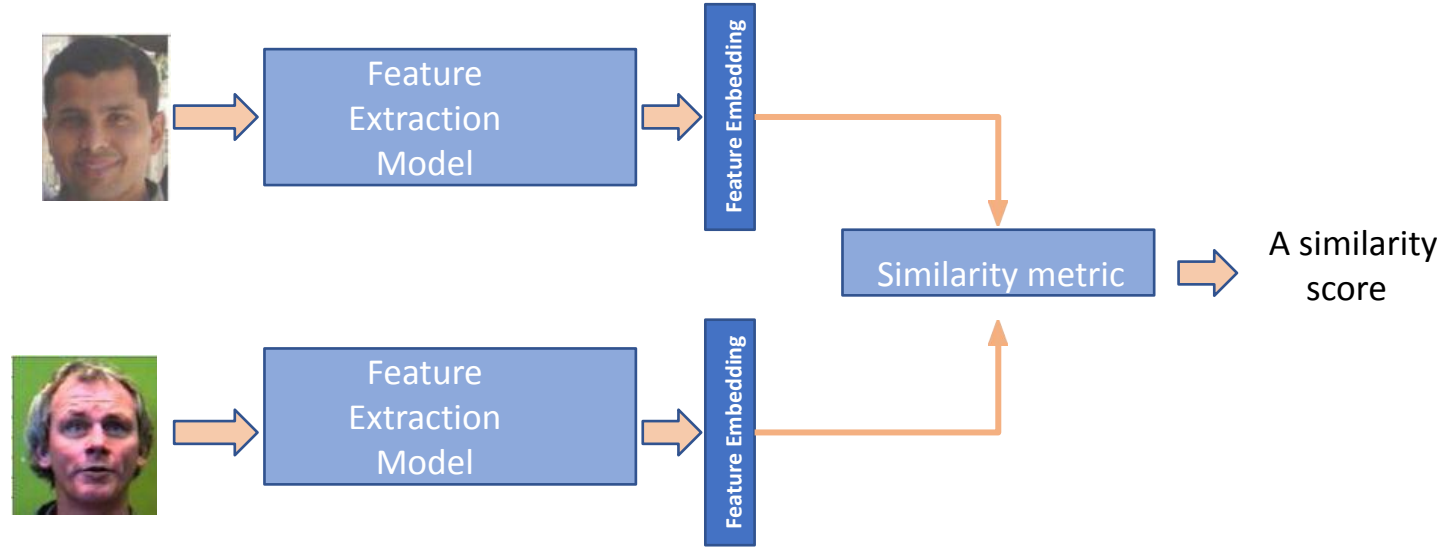 Feature
Extraction
Model
Feature Embedding
Similarity metric
A similarity
score
Feature
Extraction
Model
Feature Embedding